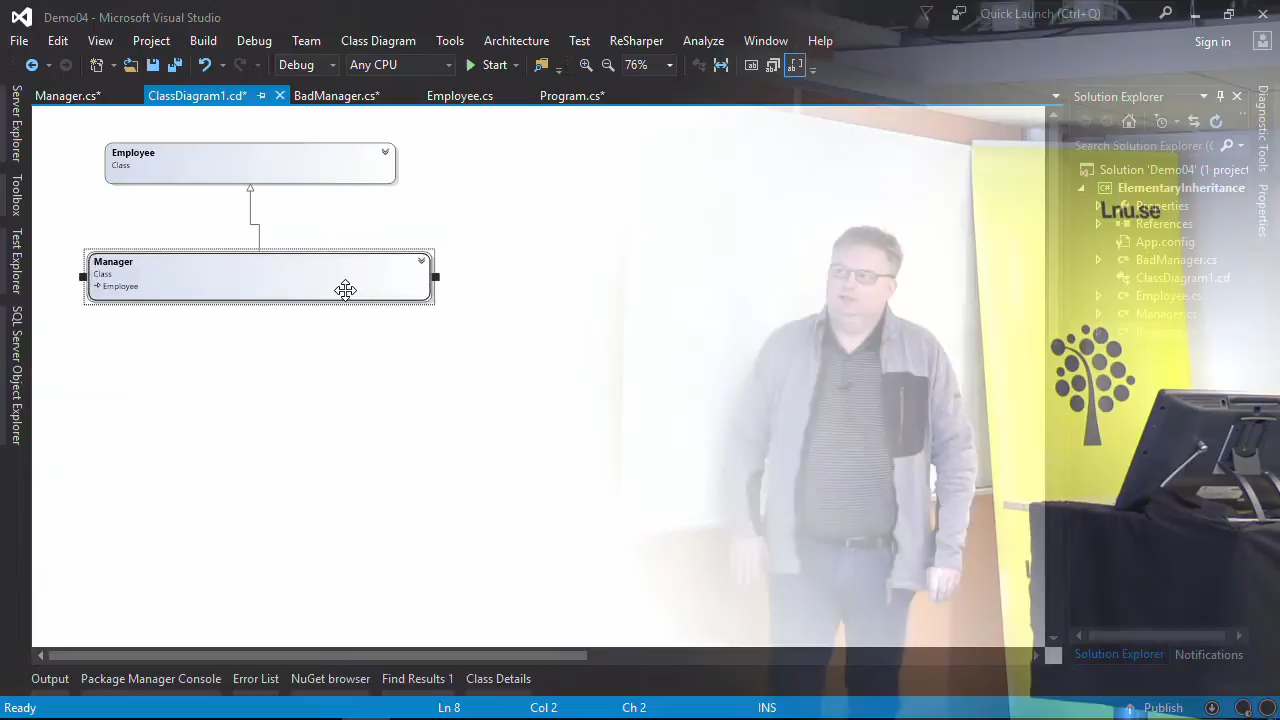 Demo04 - Microsoft Visual Studio
Quick Launch (Ctrl+Q)
File Edit View Project Build Debug Team Class Diagram Tools Architecture Test ReSharper Analyze Window Help
Sign in
Debug Any CPU Start 76%
Manager.cs* ClassDiagram1.cd* BadManager.cs* Employee.cs Program.cs*
Solution Explorer
Server Explorer
Toolbox
Test Explorer
SQL Server Object Explorer
Employee
Class
Manager
Class
Employee
Search Solution Explorer (C
Solution 'Demo04' (1 project
ElementaryInheritance
Properties
Lnu.se
References
App.config
BadManager.cs
ClassDiagram1.cd
Employee.cs
Manager.cs
Diagnostic Tools
Properties
Solution Explorer Notifications
Output Package Manager Console Error List NuGet browser Find Results 1 Class Details
Ready Ln 8 Col 2 Ch 2 INS Publish